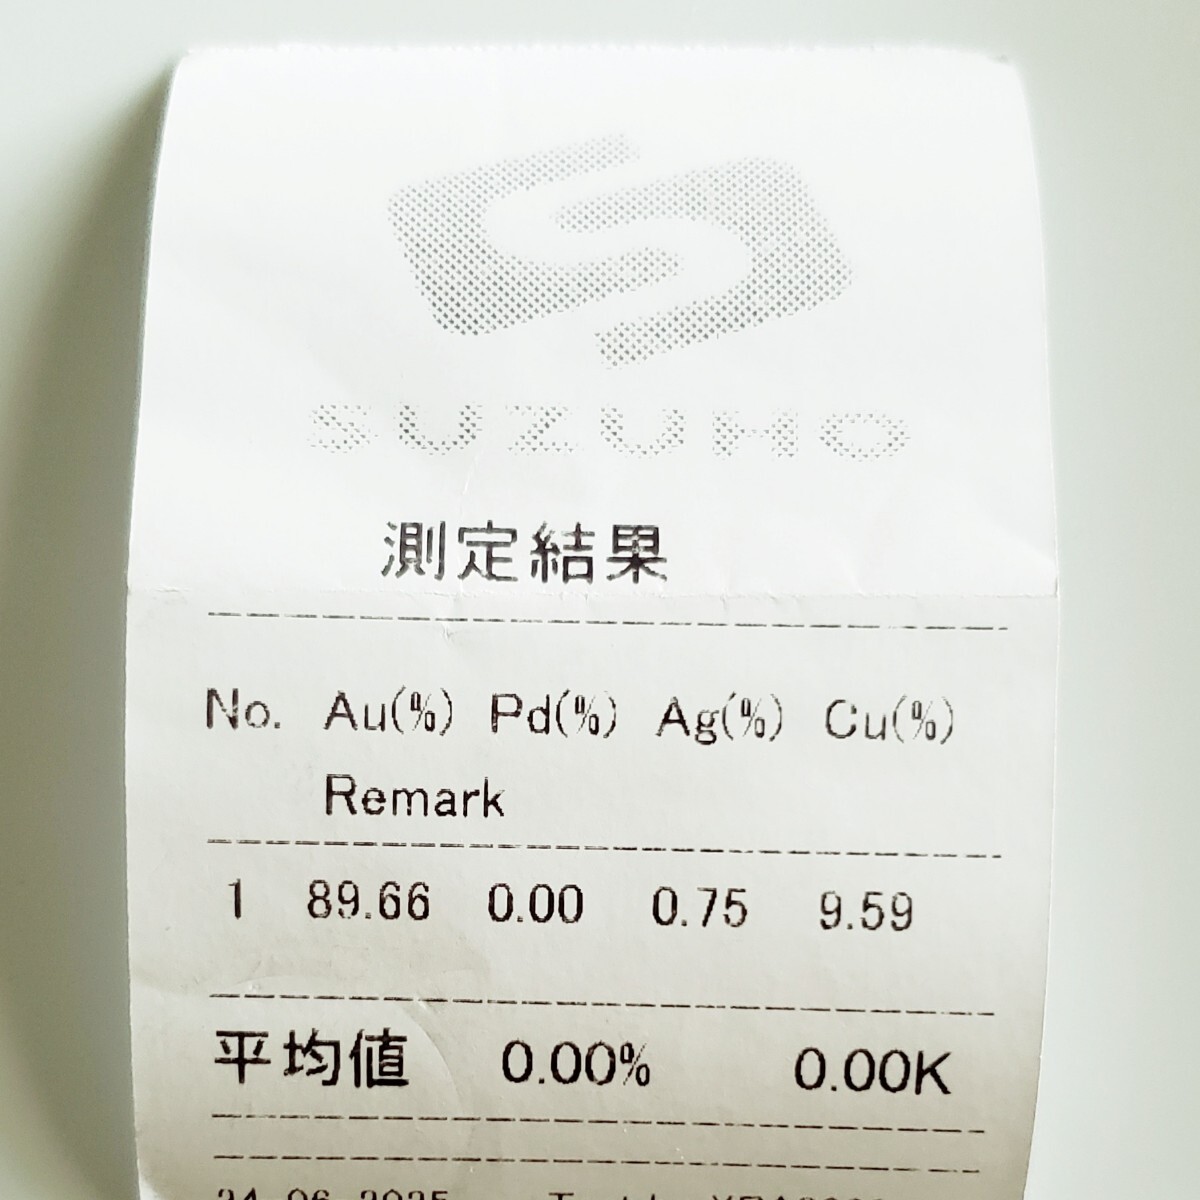 SUZUHO
測定結果
No. Au(%) Pd(%) Ag(%) Cu(%)
Remark
1 89.66 0.00 0.75 9.59
平均値 0.00% 0.00K